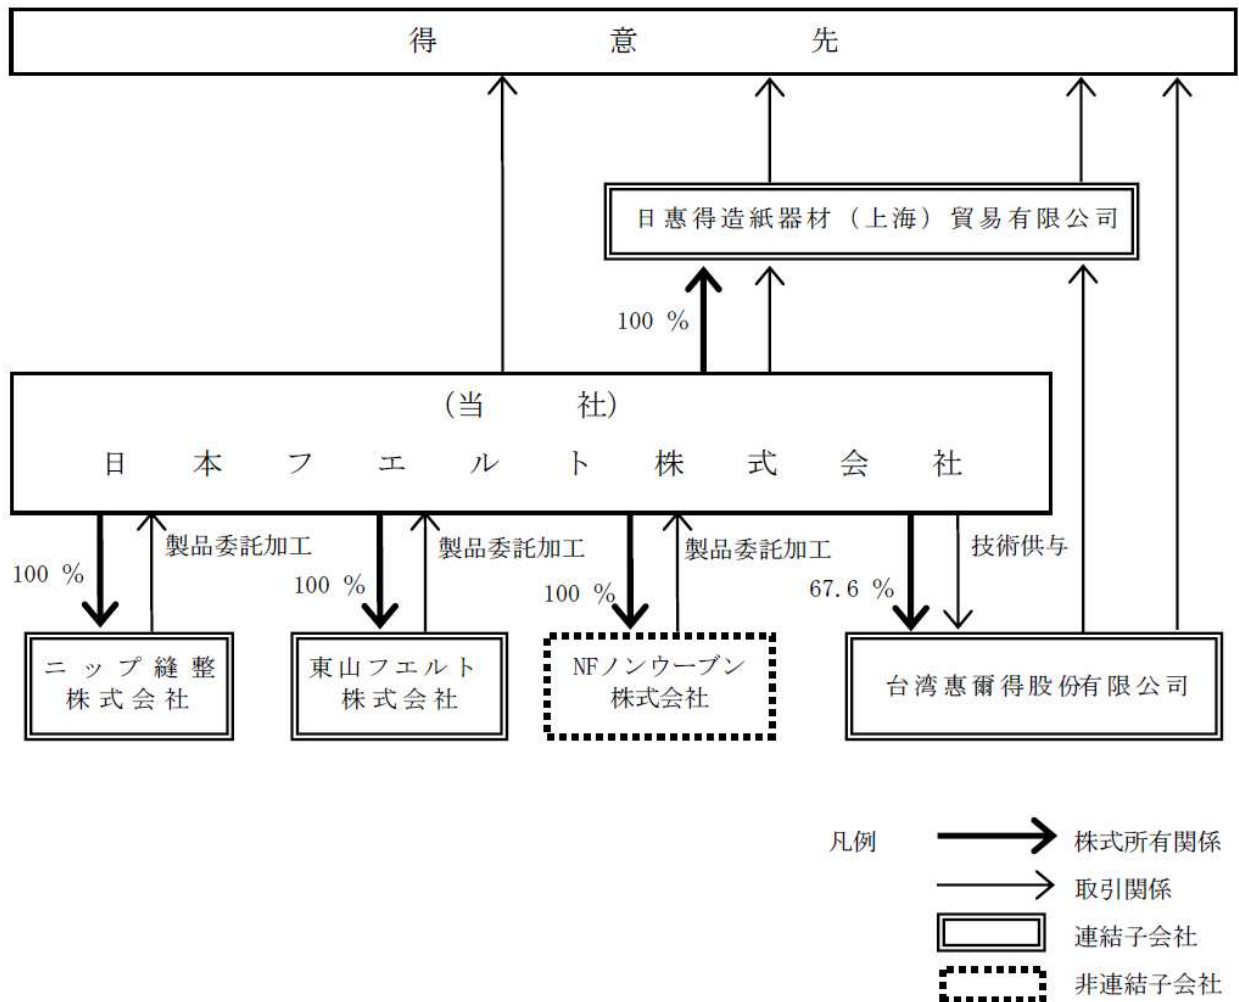 得意先
日惠得造紙器材（上海）貿易有限公司
100 %
(当社)
日本フエルト株式会社
製品委託加工
製品委託加工
製品委託加工
技術供与
100 %
100 %
100 %
67.6 %
ニップ縫整
株式会社
東山フエルト
株式会社
NFノンウーブン
株式会社
台湾惠爾得股份有限公司
凡例
株式所有関係
取引関係
連結子会社
非連結子会社